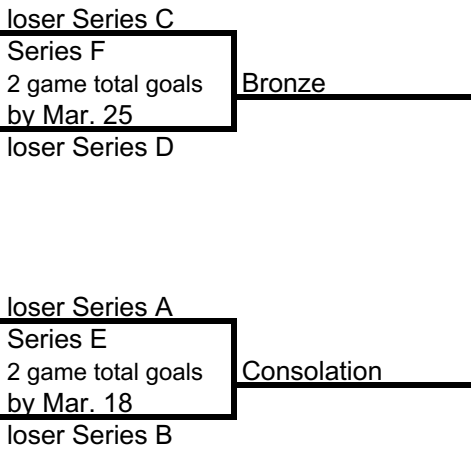 loser Series C
Series F
2 game total goals
Bronze
by Mar. 25
loser Series D
loser Series A
Series E
2 game total goals
Consolation
by Mar. 18
loser Series B